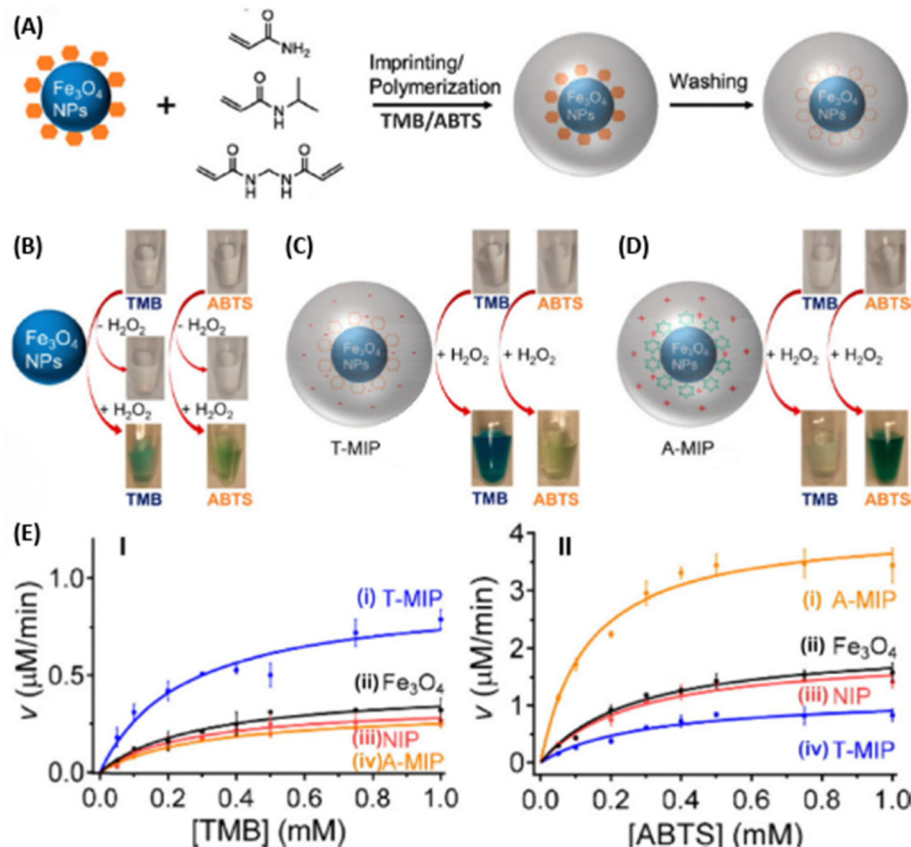 (A)
Fe3O4
NPs
+
O
NH2
O
N
H
O
N
H
N
H
O
Imprinting/
Polymerization
TMB/ABTS
Fe3O4
NPs
Washing
Fe3O4
NPs
(B)
Fe3O4
NPs
TMB
ABTS
- H2O2
- H2O2
+ H2O2
+ H2O2
TMB
ABTS
(C)
Fe3O4
NPs
T-MIP
TMB
ABTS
+ H2O2
+ H2O2
TMB
ABTS
(D)
Fe3O4
NPs
A-MIP
TMB
ABTS
+ H2O2
+ H2O2
TMB
ABTS
(E)
I
v (μM/min)
1.0
0.5
0.0
(i) T-MIP
(ii) Fe3O4
(iii) NIP
(iv) A-MIP
0.0 0.2 0.4 0.6 0.8 1.0
[TMB] (mM)
II
v (μM/min)
4
3
2
1
0
(i) A-MIP
(ii) Fe3O4
(iii) NIP
(iv) T-MIP
0.0 0.2 0.4 0.6 0.8 1.0
[ABTS] (mM)